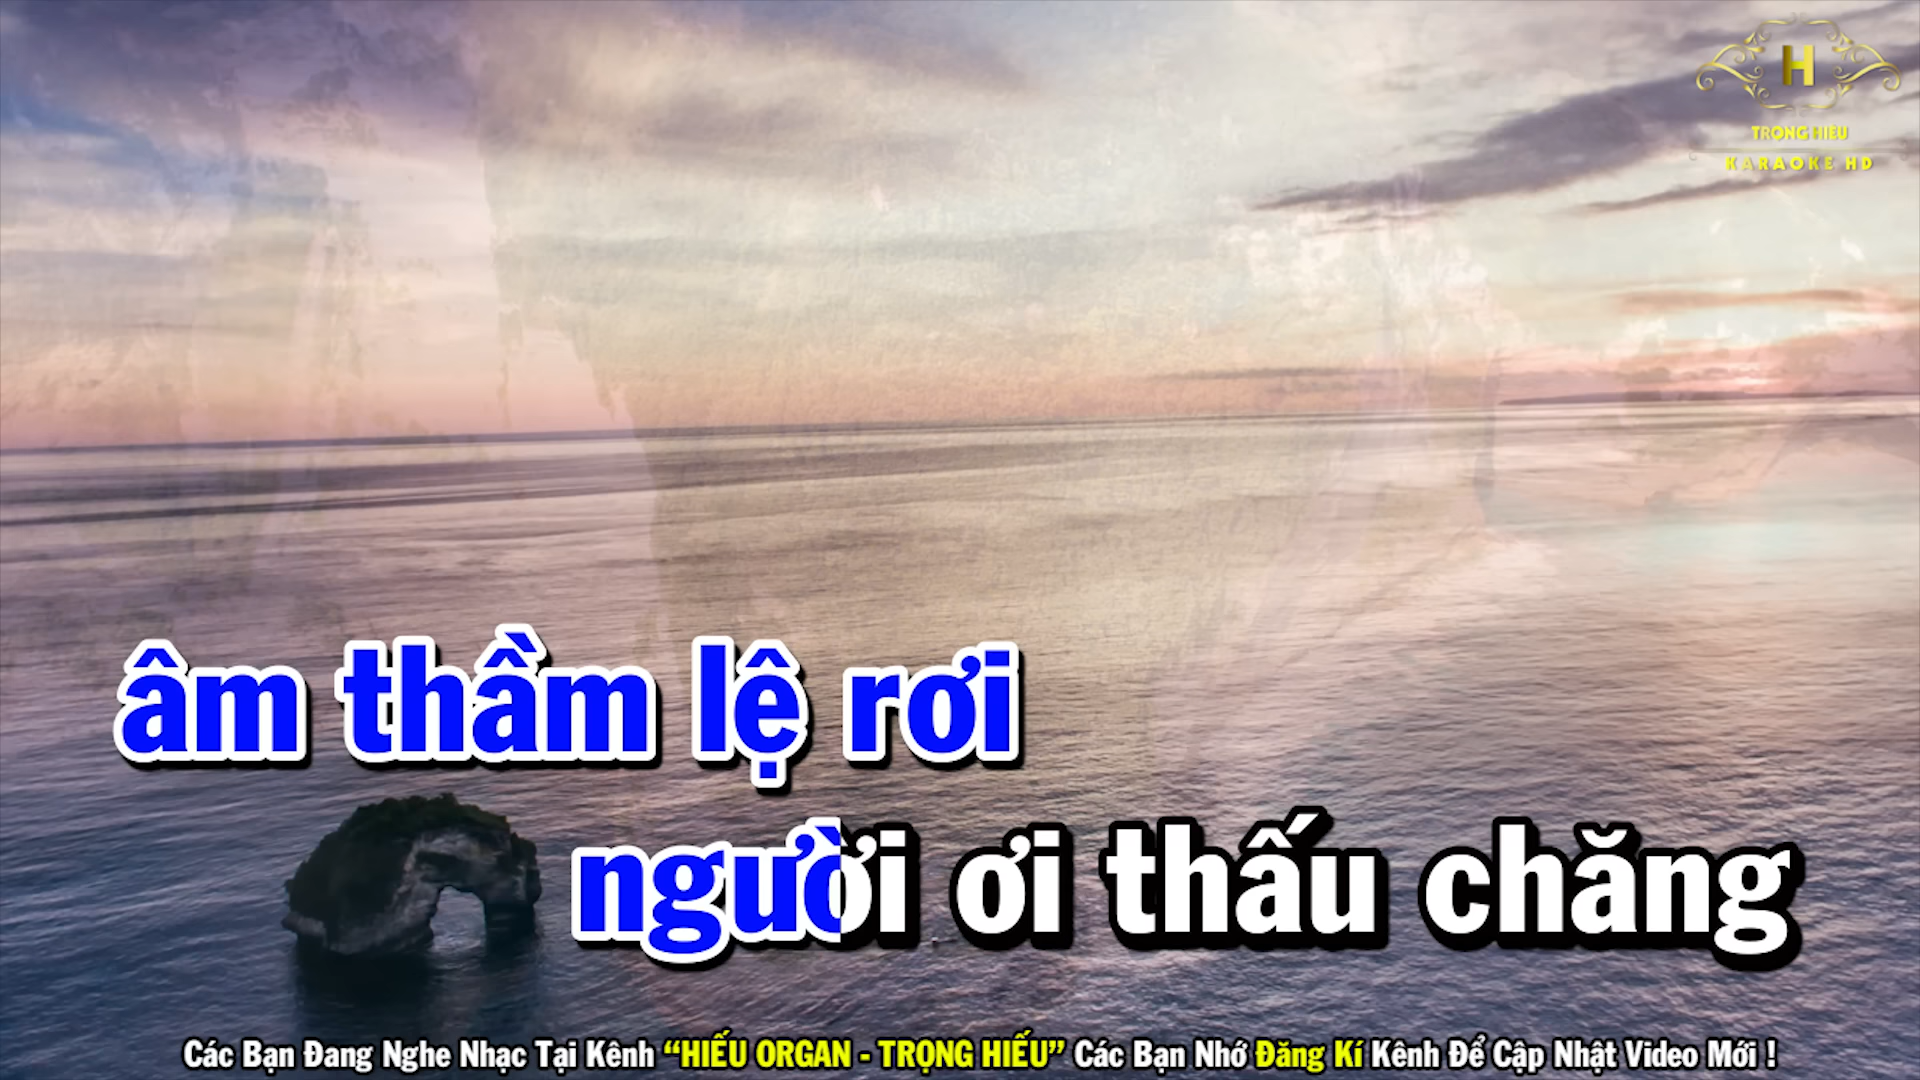 H
TRỌNG HIẾU
KARAOKE HD
âm thầm lệ rơi
người ơi thấu chăng
Các Bạn Đang Nghe Nhạc Tại Kênh “HIẾU ORGAN - TRỌNG HIẾU” Các Bạn Nhớ Đăng Kí Kênh Để Cập Nhật Video Mới !